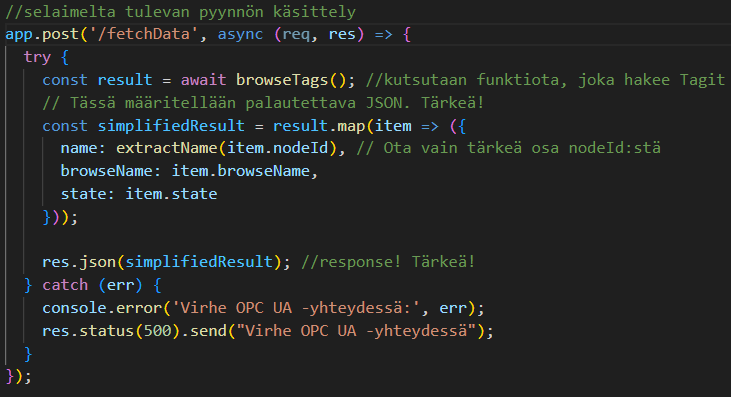 //selaimelta tulevan pyynnön käsittely
app.post('/fetchData', async (req, res) => {
  try {
    const result = await browseTags(); //kutsutaan funktiota, joka hakee Tagit
    // Tässä määritellään palautettava JSON. Tärkeä!
    const simplifiedResult = result.map(item => ({
      name: extractName(item.nodeId), // Ota vain tärkeä osa nodeId:stä
      browseName: item.browseName,
      state: item.state
    }));
    res.json(simplifiedResult); //response! Tärkeä!
  } catch (err) {
    console.error('Virhe OPC UA -yhteydessä:', err);
    res.status(500).send("Virhe OPC UA -yhteydessä");
  }
});